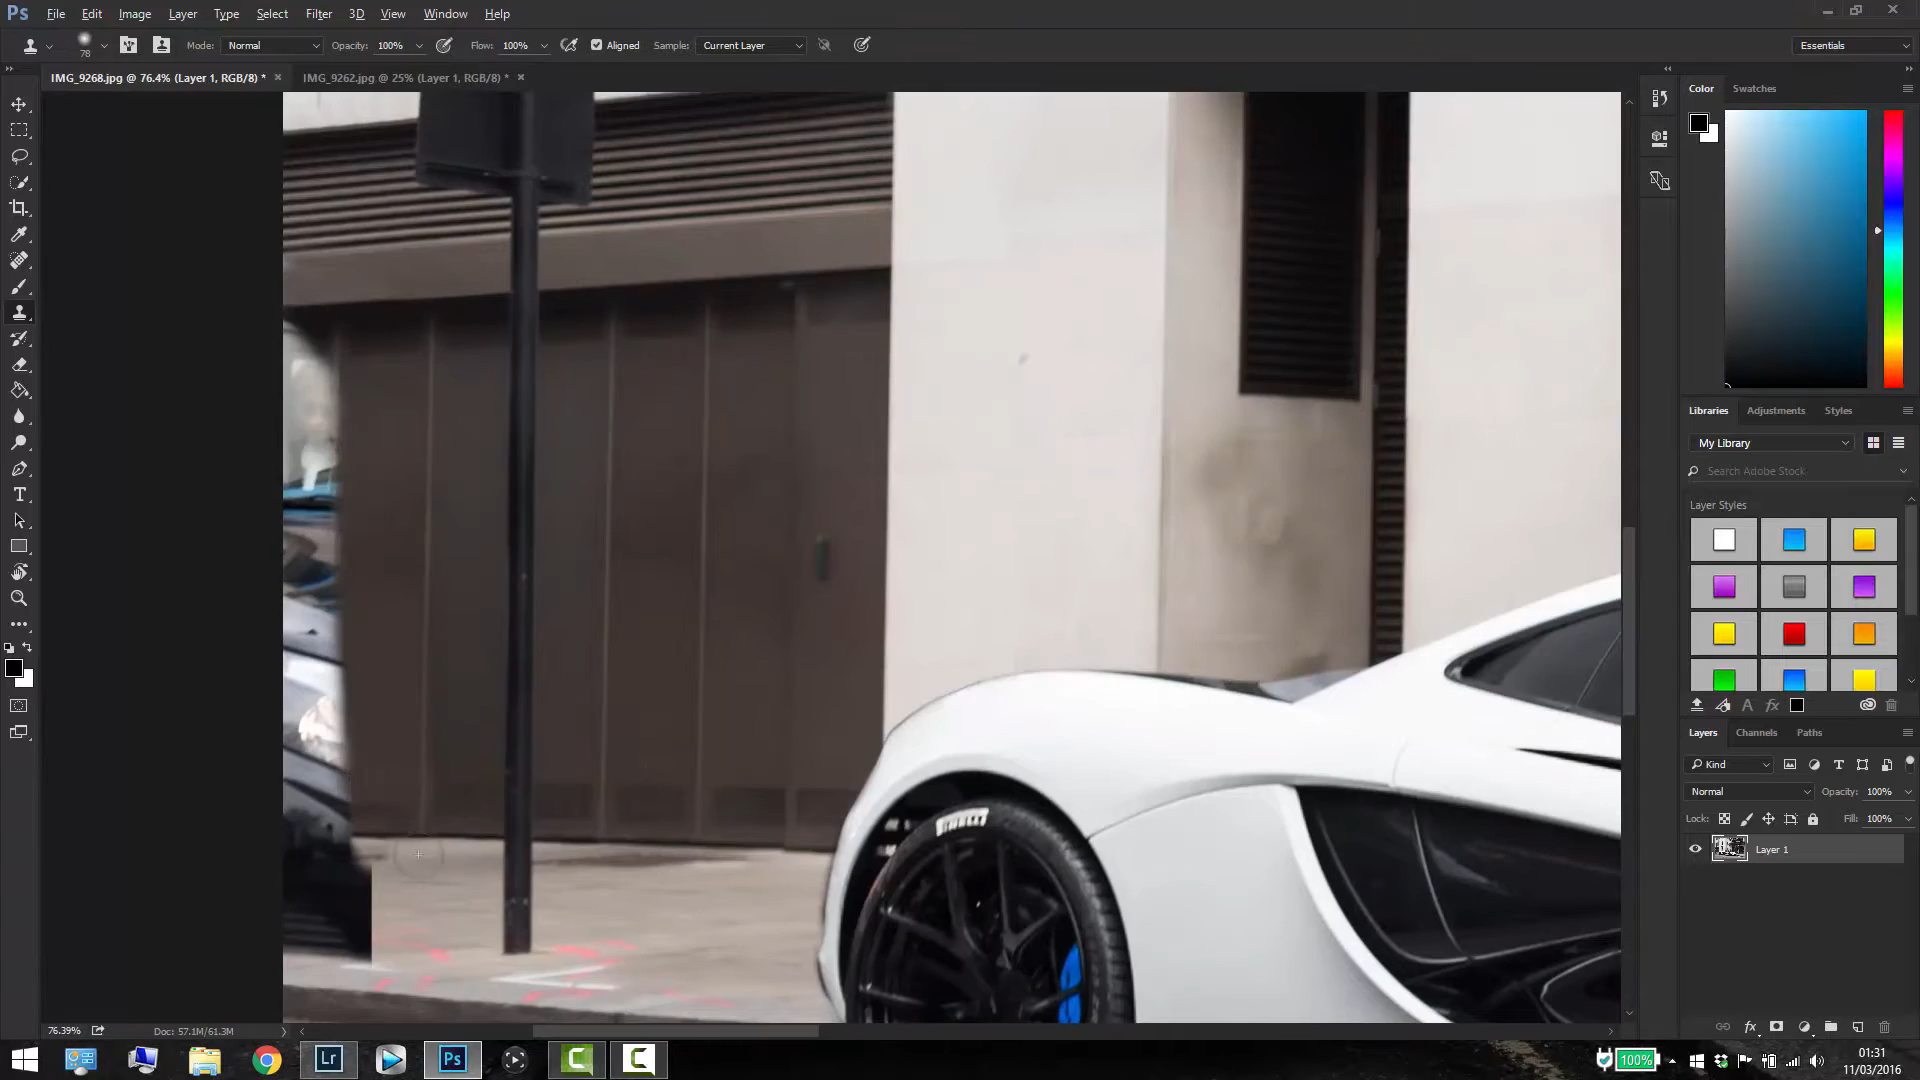 Ps File Edit Image Layer Type Select Filter 3D View Window Help
78 Mode: Normal Opacity: 100% Flow: 100% Aligned Sample: Current Layer Essentials
IMG_9268.jpg @ 76.4% (Layer 1, RGB/8) * × IMG_9262.jpg @ 25% (Layer 1, RGB/8) * ×
Color Swatches
Libraries Adjustments Styles
My Library
Search Adobe Stock
Layer Styles
Layers Channels Paths
Kind
Normal Opacity: 100%
Lock: Fill: 100%
Layer 1
76.39% Doc: 57.1M/61.3M
Lr Ps 100% 01:31
11/03/2016